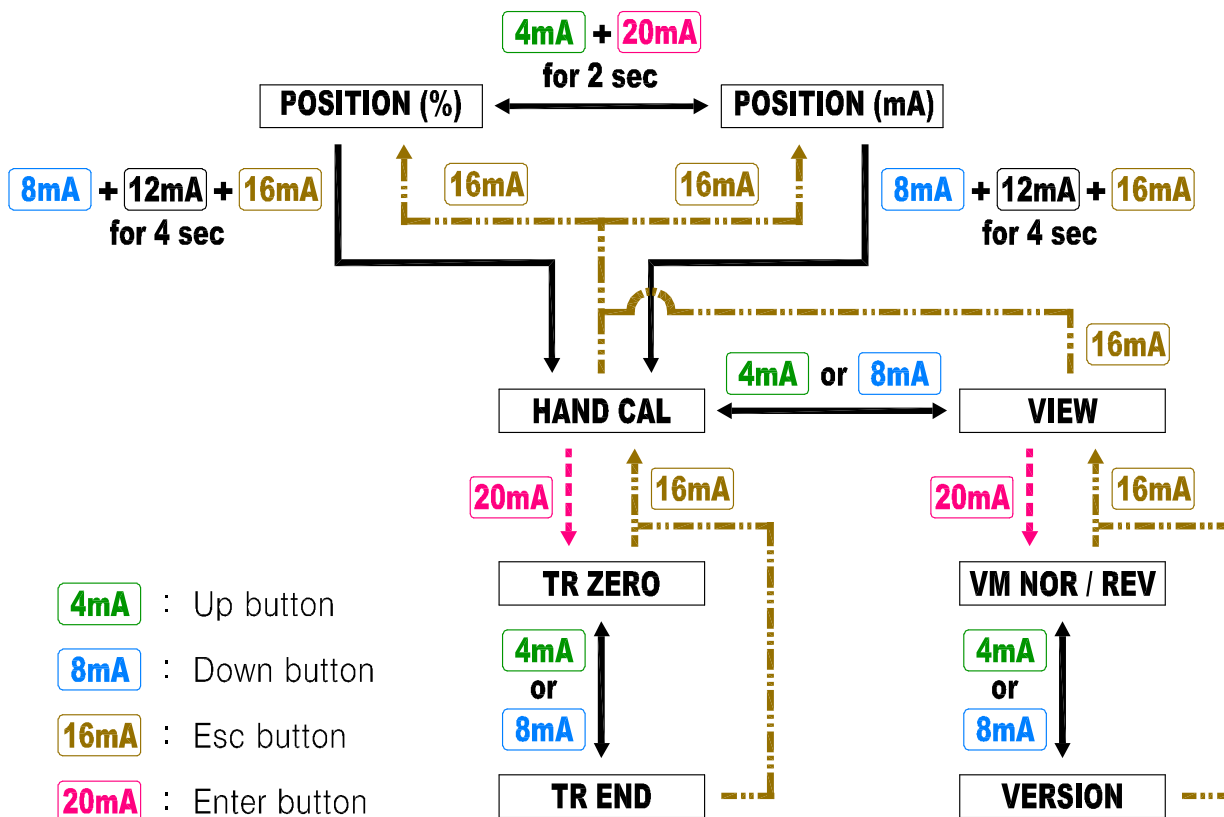 4mA + 20mA
for 2 sec
POSITION (%)
POSITION (mA)
16mA
16mA
8mA + 12mA + 16mA
for 4 sec
8mA + 12mA + 16mA
for 4 sec
16mA
4mA or 8mA
HAND CAL
VIEW
20mA
16mA
20mA
16mA
TR ZERO
VM NOR / REV
4mA
or
8mA
4mA
or
8mA
TR END
VERSION
4mA : Up button
8mA : Down button
16mA : Esc button
20mA : Enter button